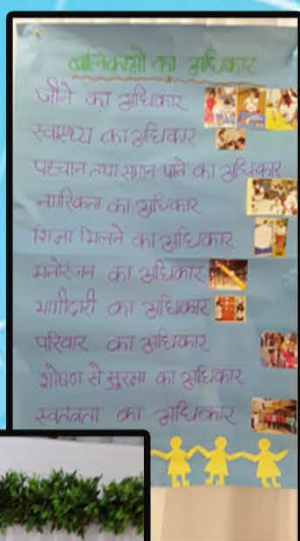 बालिकाओं का अधिकार
जीने का अधिकार
स्वास्थ्य का अधिकार
पहचान तथा सम्मान पाने का अधिकार
नागरिकता का अधिकार
शिक्षा मिलने का अधिकार
मनोरंजन का अधिकार
भागीदारी का अधिकार
परिवार का अधिकार
शोषण से सुरक्षा का अधिकार
स्वतंत्रता का अधिकार